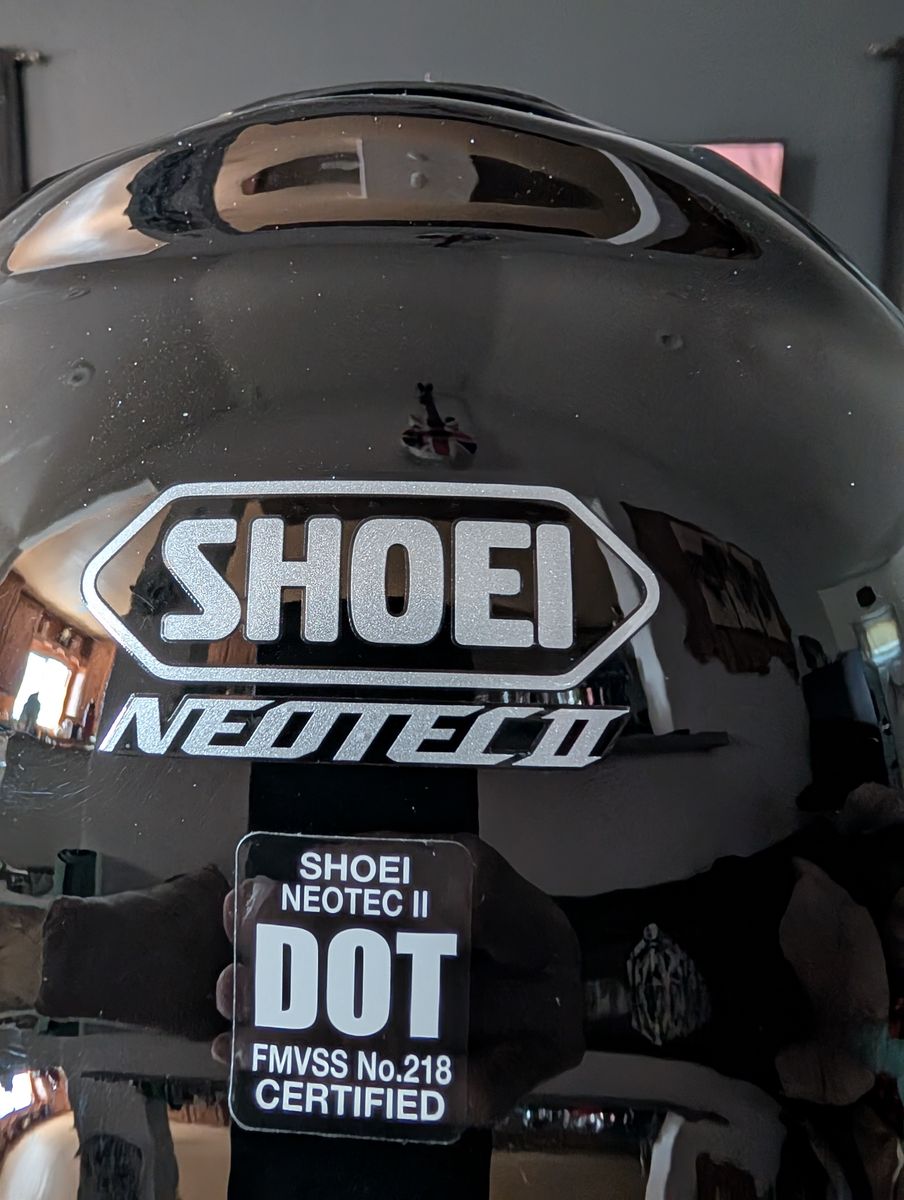 SHOEI
NEOTEC II
SHOEI
NEOTEC II
DOT
FMVSS No.218
CERTIFIED